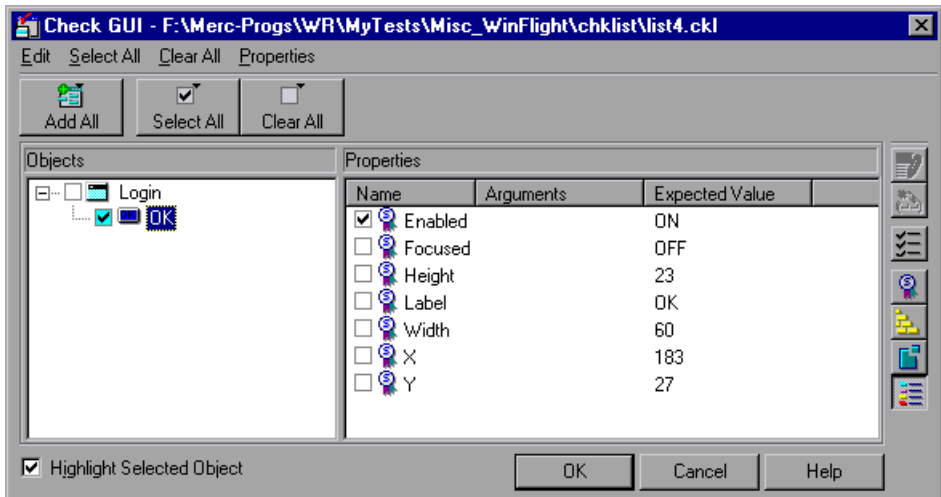 Check GUI - F:\Merc-Progs\WR\MyTests\Misc_WinFlight\chklist\list4.ckl
Edit Select All Clear All Properties
Add All Select All Clear All
Objects Properties
Login
OK
Name Arguments Expected Value
Enabled ON
Focused OFF
Height 23
Label OK
Width 60
X 183
Y 27
Highlight Selected Object OK Cancel Help